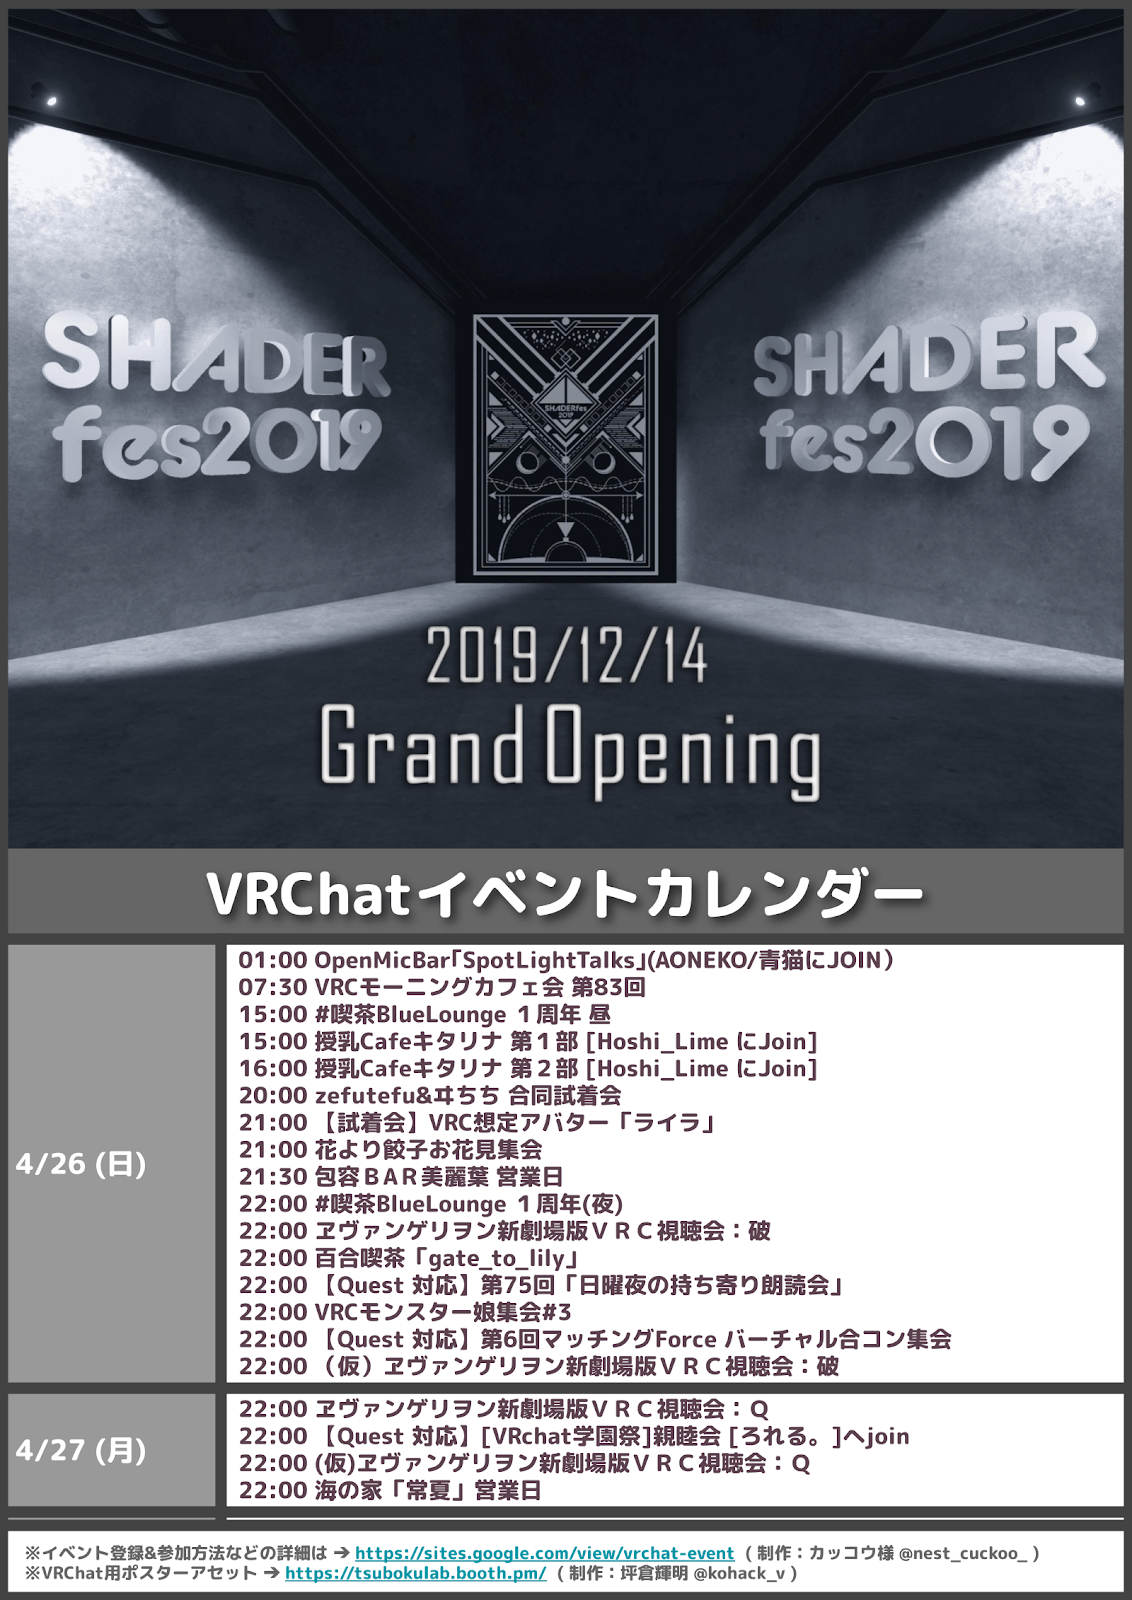 SHADER
fes2019
SHADER
fes2019
SHADERfes
2019
2019/12/14
Grand Opening
VRChatイベントカレンダー
4/26 (日)
01:00 OpenMicBar｢SpotLightTalks｣(AONEKO/青猫にJOIN）
07:30 VRCモーニングカフェ会 第83回
15:00 #喫茶BlueLounge １周年 昼
15:00 授乳Cafeキタリナ 第１部 [Hoshi_Lime にJoin]
16:00 授乳Cafeキタリナ 第２部 [Hoshi_Lime にJoin]
20:00 zefutefu&ヰちち 合同試着会
21:00 【試着会】VRC想定アバター「ライラ」
21:00 花より餃子お花見集会
21:30 包容ＢＡＲ美麗葉 営業日
22:00 #喫茶BlueLounge １周年(夜)
22:00 ヱヴァンゲリヲン新劇場版ＶＲＣ視聴会：破
22:00 百合喫茶「gate_to_lily」
22:00 【Quest 対応】第75回「日曜夜の持ち寄り朗読会」
22:00 VRCモンスター娘集会#3
22:00 【Quest 対応】第6回マッチングForce バーチャル合コン集会
22:00 （仮）ヱヴァンゲリヲン新劇場版ＶＲＣ視聴会：破
4/27 (月)
22:00 ヱヴァンゲリヲン新劇場版ＶＲＣ視聴会：Ｑ
22:00 【Quest 対応】[VRchat学園祭]親睦会 [ろれる。]へjoin
22:00 (仮)ヱヴァンゲリヲン新劇場版ＶＲＣ視聴会：Ｑ
22:00 海の家「常夏」営業日
※イベント登録&参加方法などの詳細は ➔ https://sites.google.com/view/vrchat-event ( 制作：カッコウ様 @nest_cuckoo_ )
※VRChat用ポスターアセット ➔ https://tsubokulab.booth.pm/ ( 制作：坪倉輝明 @kohack_v )